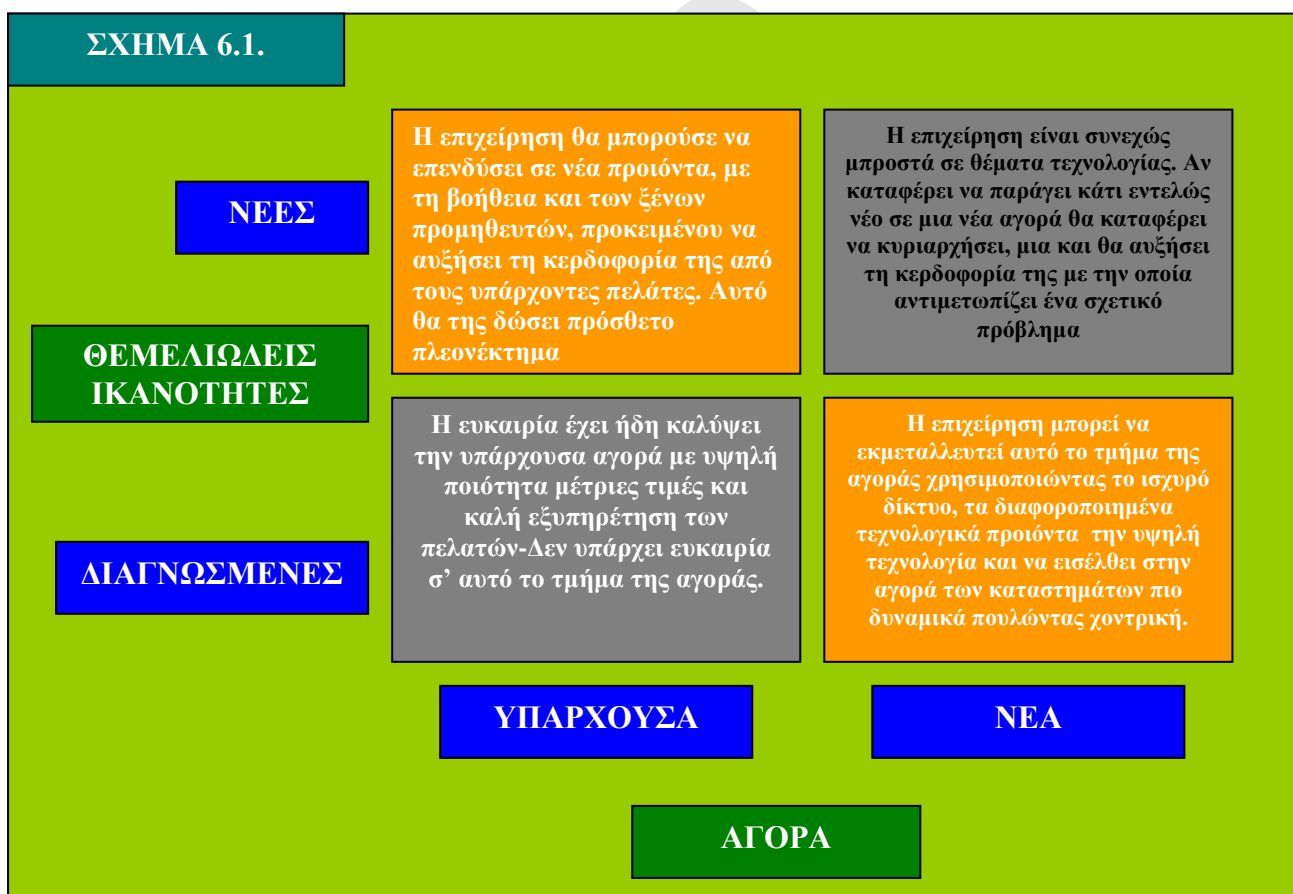 ΣΧΗΜΑ 6.1.
ΝΕΕΣ
Η επιχείρηση θα μπορούσε να
επενδύσει σε νέα προιόντα, με
τη βοήθεια και των ξένων
προμηθευτών, προκειμένου να
αυξήσει τη κερδοφορία της από
τους υπάρχοντες πελάτες. Αυτό
θα της δώσει πρόσθετο
πλεονέκτημα
Η επιχείρηση είναι συνεχώς
μπροστά σε θέματα τεχνολογίας. Αν
καταφέρει να παράγει κάτι εντελώς
νέο σε μια νέα αγορά θα καταφέρει
να κυριαρχήσει, μια και θα αυξήσει
τη κερδοφορία της με την οποία
αντιμετωπίζει ένα σχετικό
πρόβλημα
ΘΕΜΕΛΙΩΔΕΙΣ
ΙΚΑΝΟΤΗΤΕΣ
ΔΙΑΓΝΩΣΜΕΝΕΣ
Η ευκαιρία έχει ήδη καλύψει
την υπάρχουσα αγορά με υψηλή
ποιότητα μέτριες τιμές και
καλή εξυπηρέτηση των
πελατών-Δεν υπάρχει ευκαιρία
σ’ αυτό το τμήμα της αγοράς.
Η επιχείρηση μπορεί να
εκμεταλλευτεί αυτό το τμήμα της
αγοράς χρησιμοποιώντας το ισχυρό
δίκτυο, τα διαφοροποιημένα
τεχνολογικά προιόντα την υψηλή
τεχνολογία και να εισέλθει στην
αγορά των καταστημάτων πιο
δυναμικά πουλώντας χοντρική.
ΥΠΑΡΧΟΥΣΑ
ΝΕΑ
ΑΓΟΡΑ